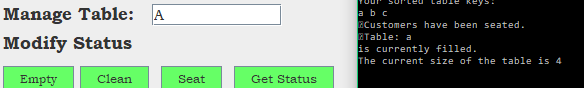 Manage Table: A
Modify Status
Empty Clean Seat Get Status
Your sorted table keys:
a b c
Customers have been seated.
Table: a
is currently filled.
The current size of the table is 4